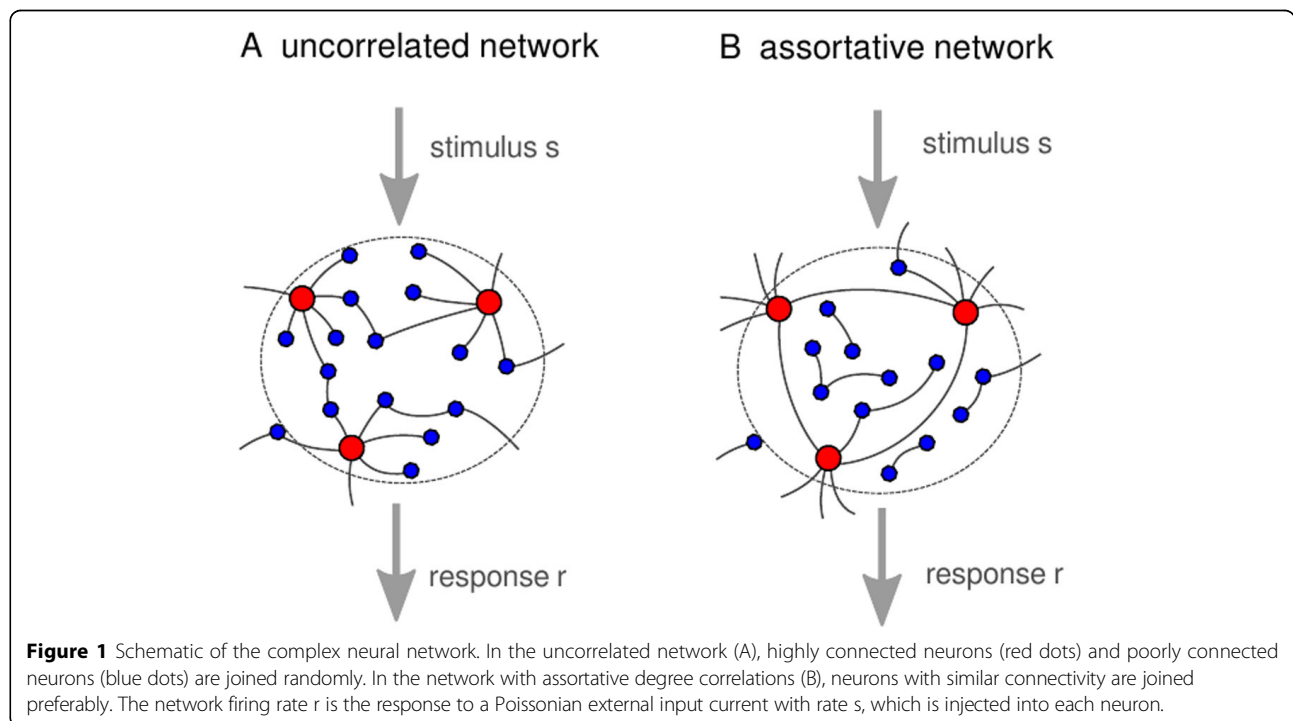 A uncorrelated network
B assortative network
stimulus s
stimulus s
response r
response r
Figure 1 Schematic of the complex neural network. In the uncorrelated network (A), highly connected neurons (red dots) and poorly connected
neurons (blue dots) are joined randomly. In the network with assortative degree correlations (B), neurons with similar connectivity are joined
preferably. The network firing rate r is the response to a Poissonian external input current with rate s, which is injected into each neuron.